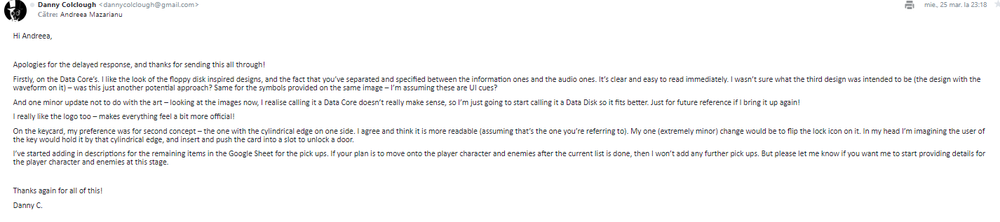 Danny Colclough <dannycolclough@gmail.com>
mie., 25 mar. la 23:18
Către: Andreea Mazarianu
Hi Andreea,
Apologies for the delayed response, and thanks for sending this all through!
Firstly, on the Data Core's. I like the look of the floppy disk inspired designs, and the fact that you've separated and specified between the information ones and the audio ones. It's clear and easy to read immediately. I wasn't sure what the third design was intended to be (the design with the
waveform on it) – was this just another potential approach? Same for the symbols provided on the same image – I'm assuming these are UI cues?
And one minor update not to do with the art – looking at the images now, I realise calling it a Data Core doesn't really make sense, so I'm just going to start calling it a Data Disk so it fits better. Just for future reference if I bring it up again!
I really like the logo too – makes everything feel a bit more official!
On the keycard, my preference was for second concept – the one with the cylindrical edge on one side. I agree and think it is more readable (assuming that's the one you're referring to). My one (extremely minor) change would be to flip the lock icon on it. In my head I'm imagining the user of
the key would hold it by that cylindrical edge, and insert and push the card into a slot to unlock a door.
I've started adding in descriptions for the remaining items in the Google Sheet for the pick ups. If your plan is to move onto the player character and enemies after the current list is done, then I won't add any further pick ups. But please let me know if you want me to start providing details for
the player character and enemies at this stage.
Thanks again for all of this!
Danny C.